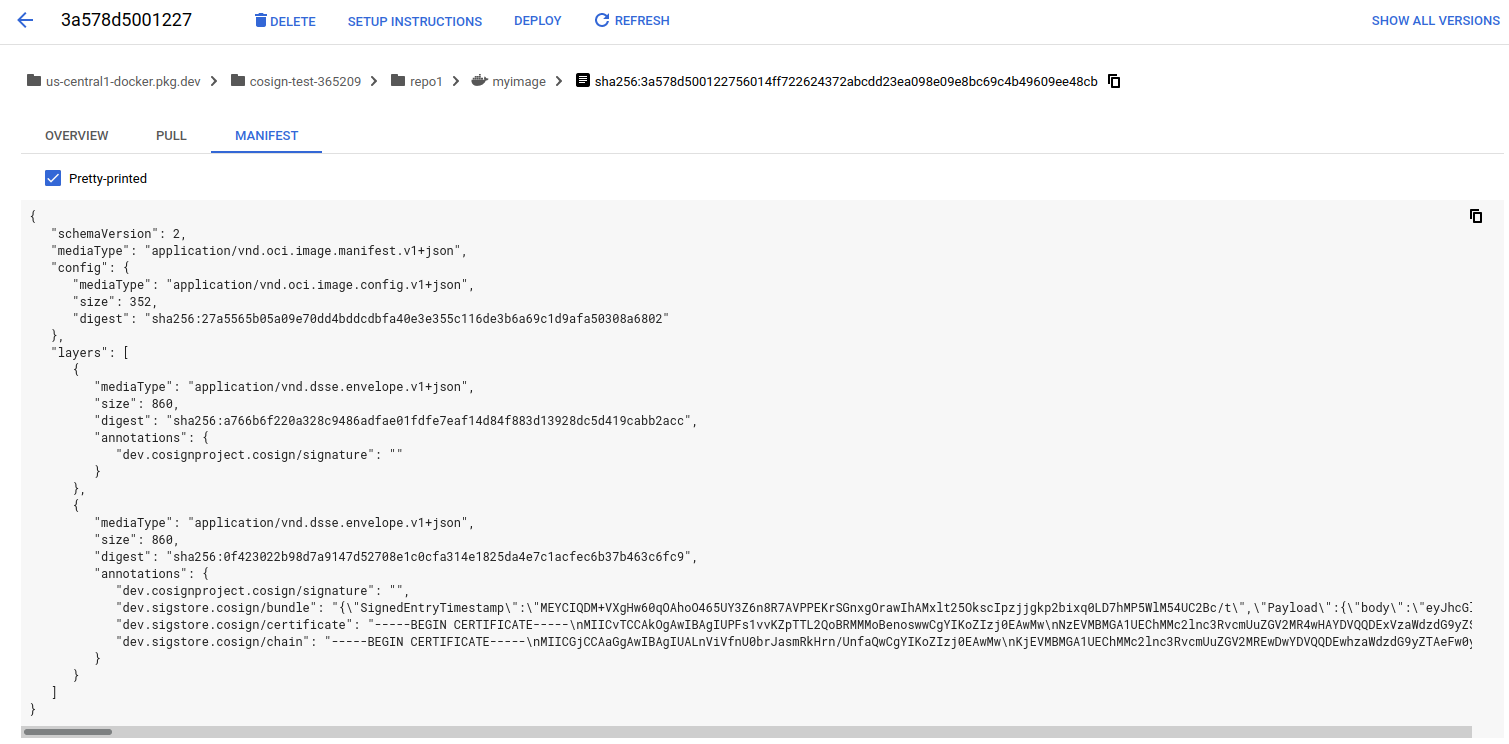 3a578d5001227 DELETE SETUP INSTRUCTIONS DEPLOY REFRESH SHOW ALL VERSIONS
us-central1-docker.pkg.dev cosign-test-365209 repo1 myimage sha256:3a578d500122756014ff722624372abcdd23ea098e09e8bc69c4b49609ee48cb
OVERVIEW PULL MANIFEST
Pretty-printed
{
"schemaVersion": 2,
"mediaType": "application/vnd.oci.image.manifest.v1+json",
"config": {
"mediaType": "application/vnd.oci.image.config.v1+json",
"size": 352,
"digest": "sha256:27a5565b05a09e70dd4bddcdbfa40e3e355c116de3b6a69c1d9afa50308a6802"
},
"layers": [
{
"mediaType": "application/vnd.dsse.envelope.v1+json",
"size": 860,
"digest": "sha256:a766b6f220a328c9486adfae01fdfe7eaf14d84f883d13928dc5d419cabb2acc",
"annotations": {
"dev.cosignproject.cosign/signature": ""
}
},
{
"mediaType": "application/vnd.dsse.envelope.v1+json",
"size": 860,
"digest": "sha256:0f423022b98d7a9147d52708e1c0cfa314e1825da4e7c1acfec6b37b463c6fc9",
"annotations": {
"dev.cosignproject.cosign/signature": "",
"dev.sigstore.cosign/bundle": "{\"SignedEntryTimestamp\":\"MEYCIQDM+VXgHw60qOAhoO465UY3Z6n8R7AVPPEKrSGnxgOrawIhAMxlt25OkscIpzjjgkp2bixq0LD7hMP5WlM54UC2Bc/t\",\"Payload\":{\"body\":\"eyJhcGl
"dev.sigstore.cosign/certificate": "-----BEGIN CERTIFICATE-----\nMIICvTCCAkOgAwIBAgIUPFs1vvKZpTTL2QoBRMMMoBenoswwCgYIKoZIzj0EAwMw\nNzEVMBMGA1UEChMMc2lnc3RvcmUuZGV2MR4wHAYDVQQDExVzaWdzdG9yZS
"dev.sigstore.cosign/chain": "-----BEGIN CERTIFICATE-----\nMIICGjCCAaGgAwIBAgIUALnViVfnU0brJasmRkHrn/UnfaQwCgYIKoZIzj0EAwMw\nKjEVMBMGA1UEChMMc2lnc3RvcmUuZGV2MREwDwYDVQQDEwhzaWdzdG9yZTAeFw0y
}
}
]
}